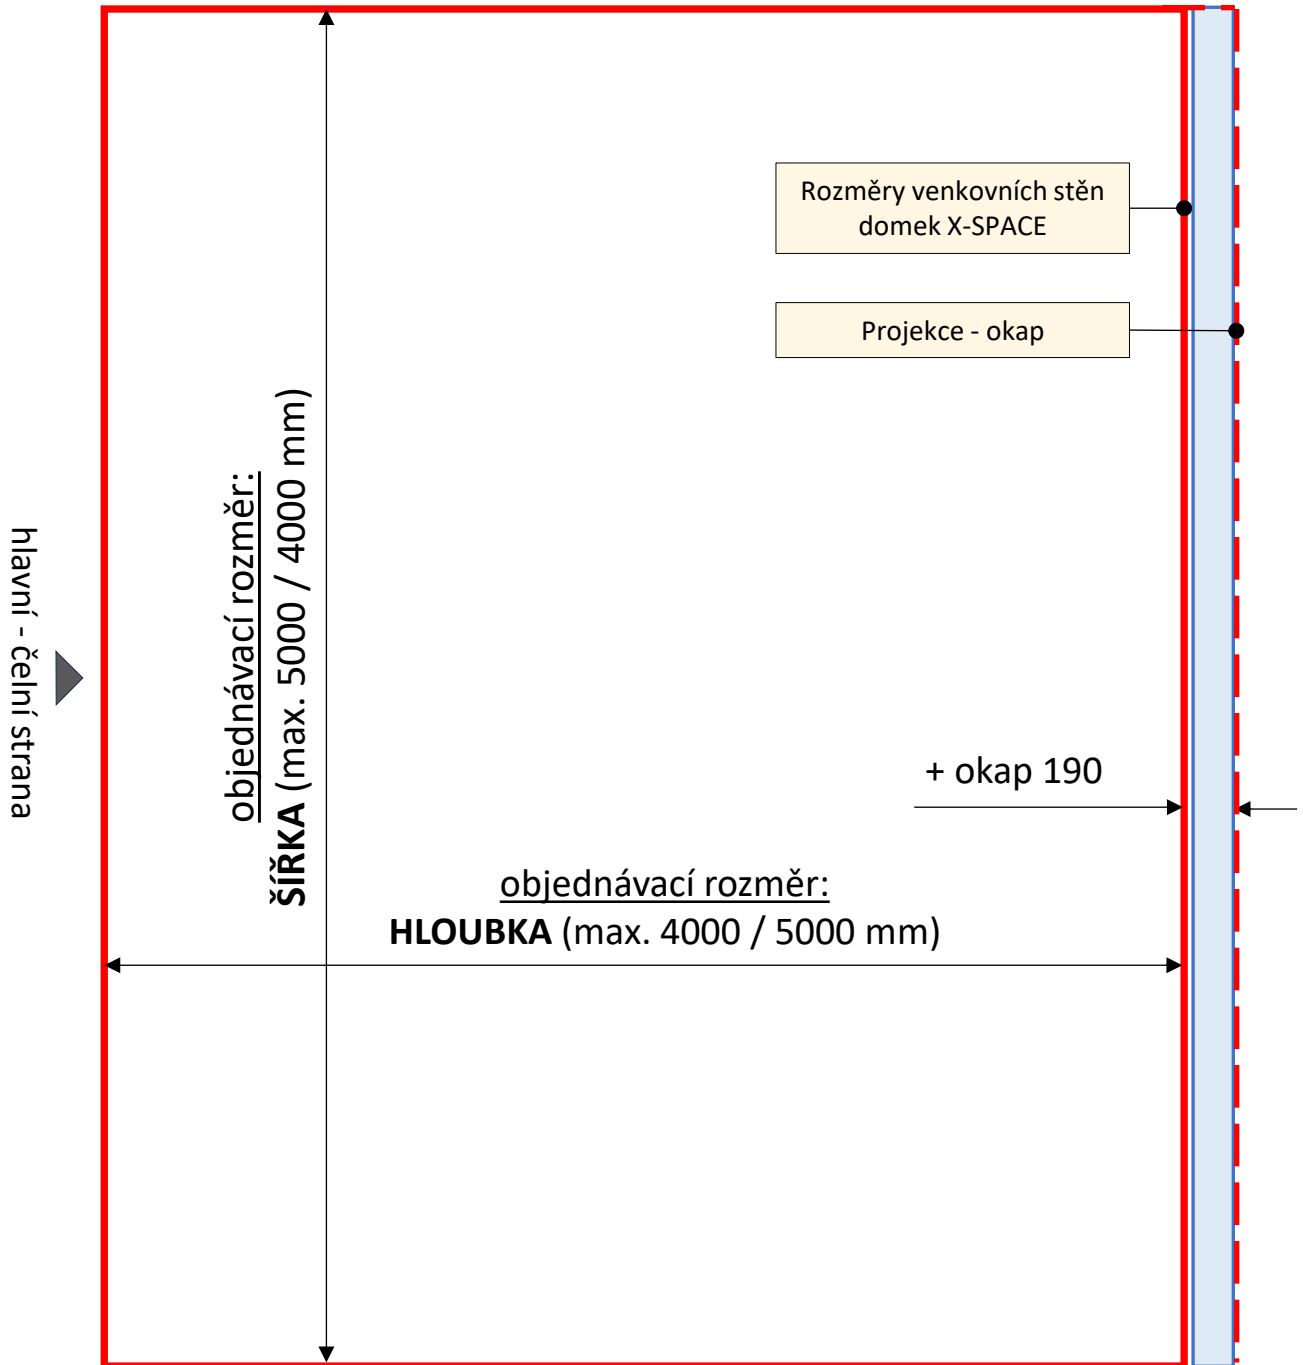 Rozměry venkovních stěn
domek X-SPACE
Projekce - okap
objednávací rozměr:
ŠÍŘKA (max. 5000 / 4000 mm)
hlavní - čelní strana
+ okap 190
objednávací rozměr:
HLOUBKA (max. 4000 / 5000 mm)